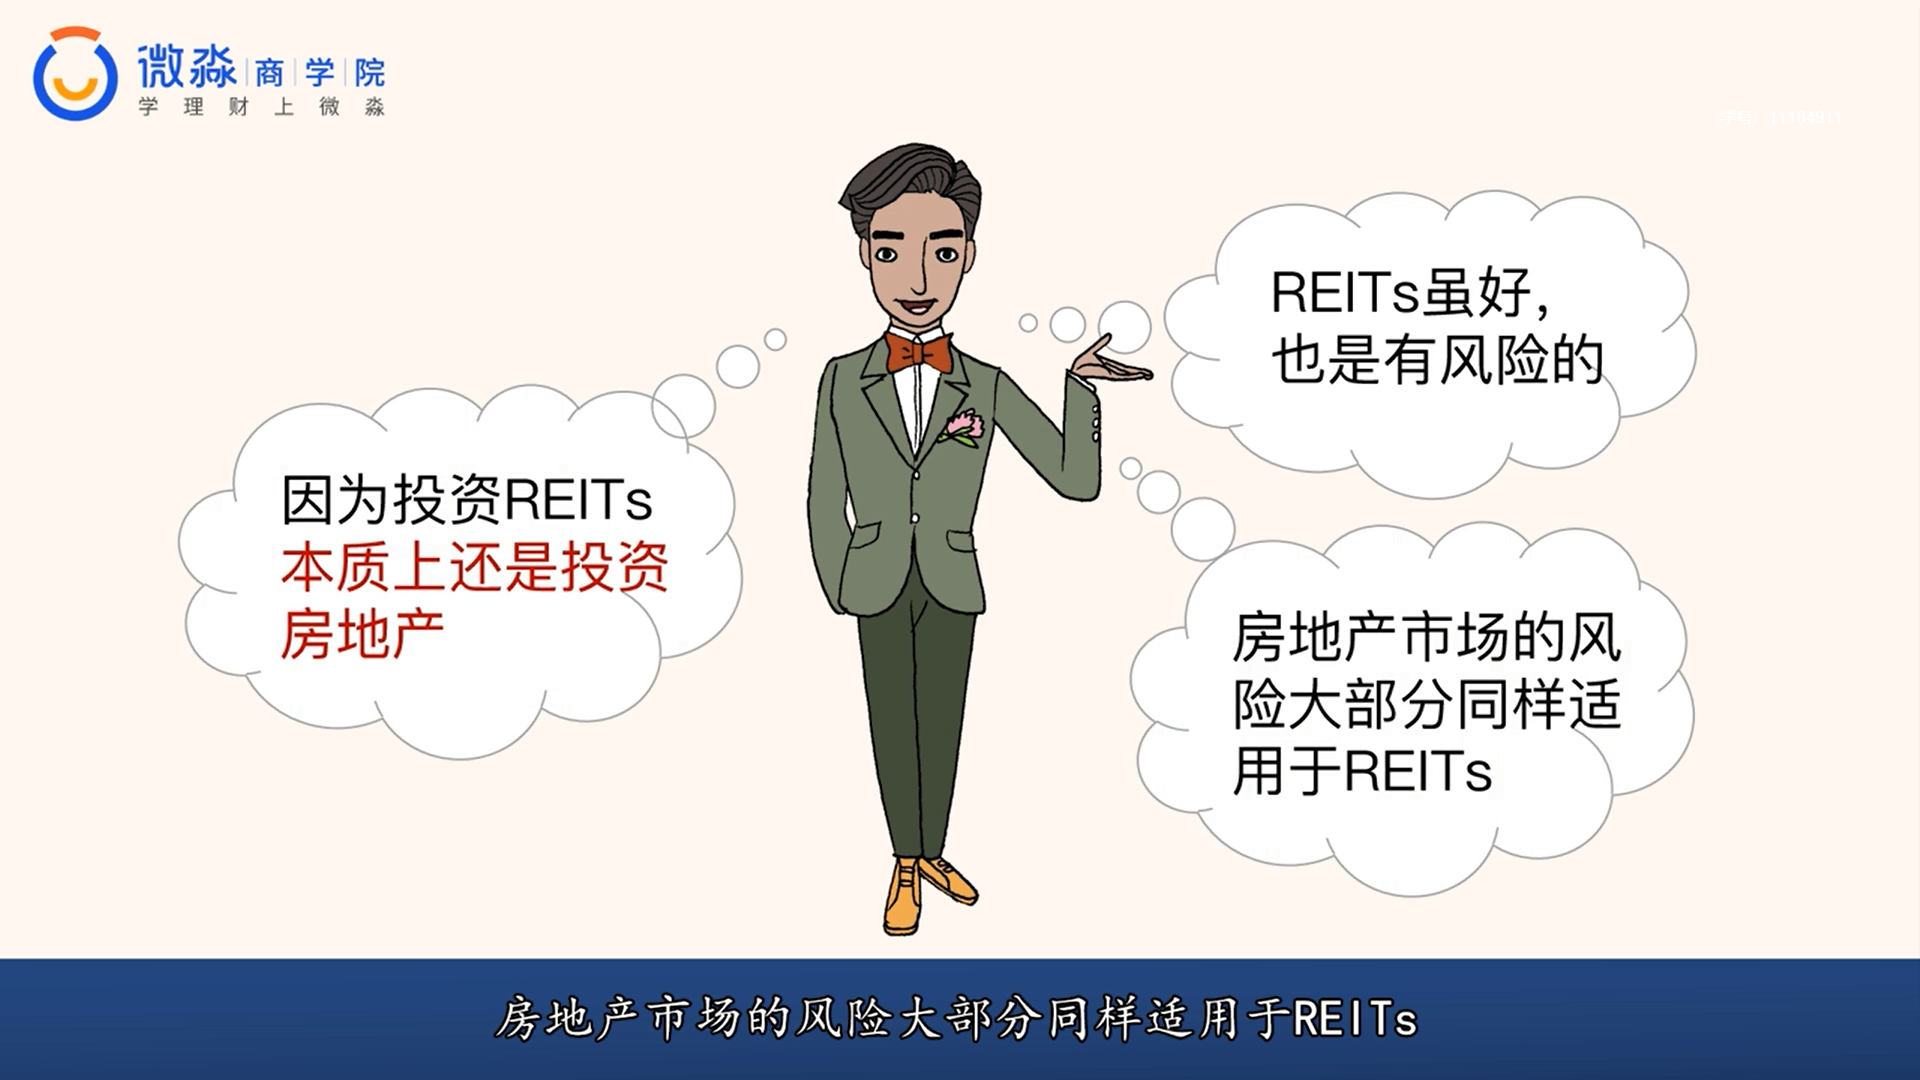 微淼商学院
学理财上微淼
学号：11184911
REITs虽好，
也是有风险的
因为投资REITs
本质上还是投资
房地产
房地产市场的风
险大部分同样适
用于REITs
房地产市场的风险大部分同样适用于REITs